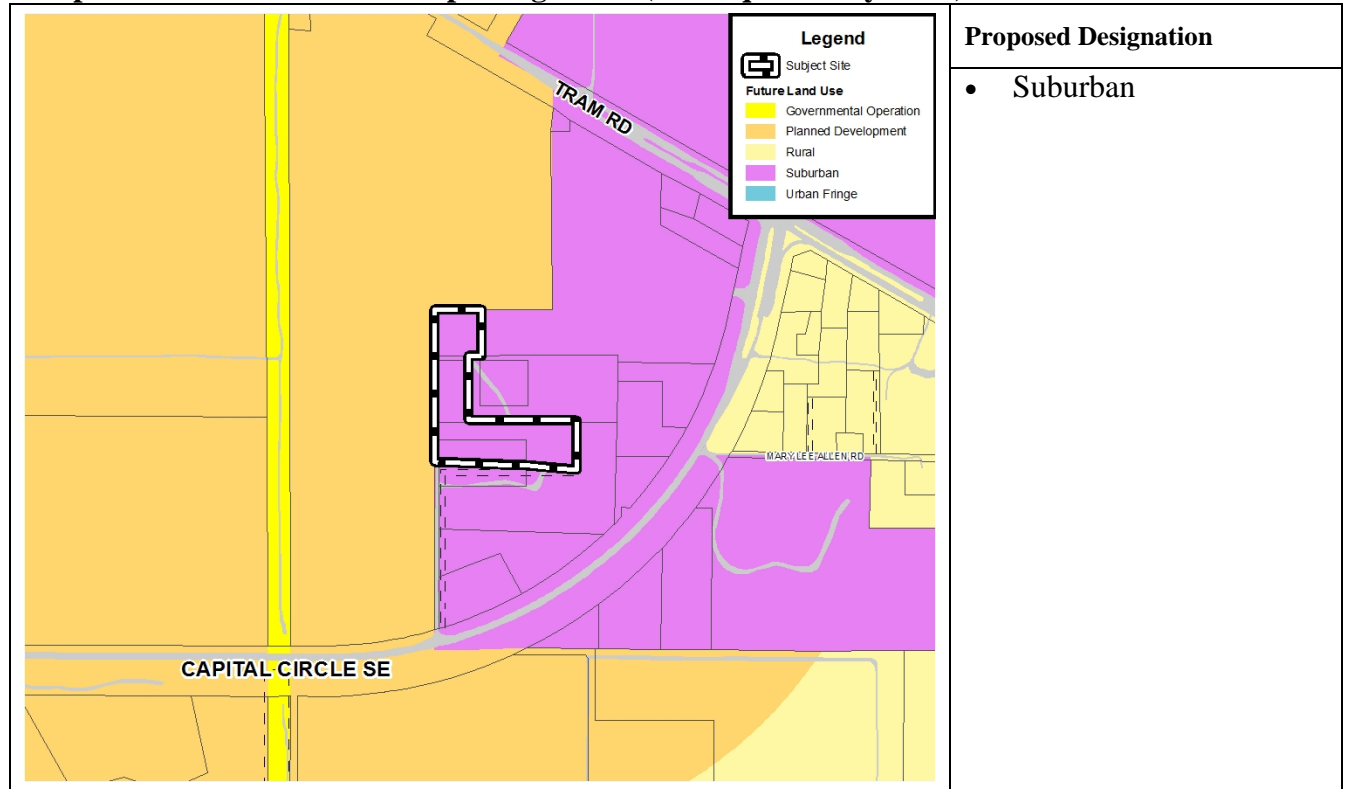 Legend
Subject Site
Future Land Use
Governmental Operation
Planned Development
Rural
Suburban
Urban Fringe
Proposed Designation
• Suburban
TRAM RD
MARY LEE ALLEN RD
CAPITAL CIRCLE SE